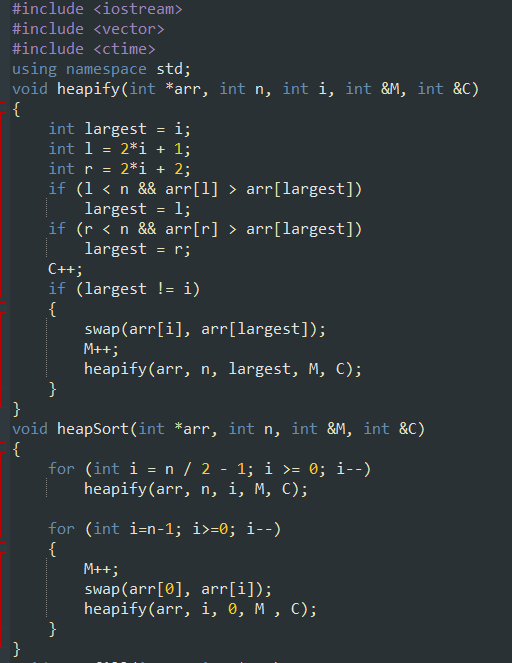 #include <iostream>
#include <vector>
#include <ctime>
using namespace std;
void heapify(int *arr, int n, int i, int &M, int &C)
{
    int largest = i;
    int l = 2*i + 1;
    int r = 2*i + 2;
    if (l < n && arr[l] > arr[largest])
        largest = l;
    if (r < n && arr[r] > arr[largest])
        largest = r;
    C++;
    if (largest != i)
    {
        swap(arr[i], arr[largest]);
        M++;
        heapify(arr, n, largest, M, C);
    }
}
void heapSort(int *arr, int n, int &M, int &C)
{
    for (int i = n / 2 - 1; i >= 0; i--)
        heapify(arr, n, i, M, C);

    for (int i=n-1; i>=0; i--)
    {
        M++;
        swap(arr[0], arr[i]);
        heapify(arr, i, 0, M , C);
    }
}